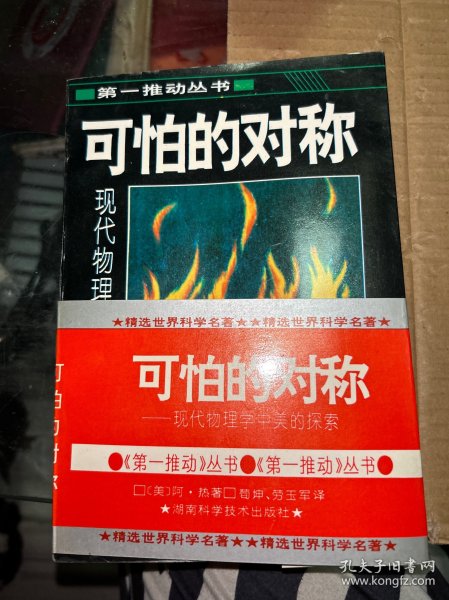 第一推动丛书
可怕的对称
现代物理
★精选世界科学名著★★精选世界科学名著★
可怕的对称
可怕的对称
——现代物理学中美的探索
●《第一推动》丛书●《第一推动》丛书●
□〔美〕阿·热著□荀坤、劳玉军译
★湖南科学技术出版社★
★精选世界科学名著★★精选世界科学名著★
孔夫子旧书网
www.kongfz.com